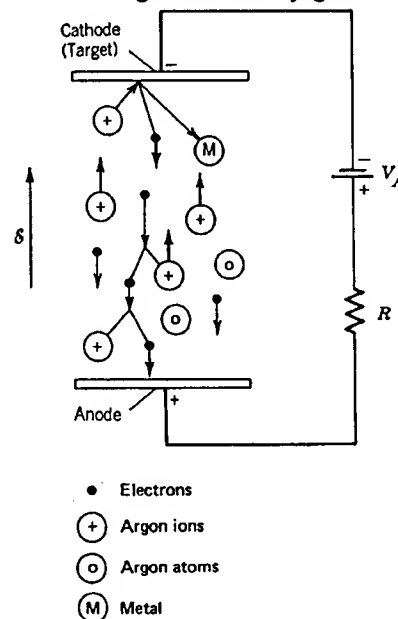 Cathode
(Target)
−
+
M
−
+
+
ℰ
+
O
O
+
R
+
Anode
+
• Electrons
+ Argon ions
O Argon atoms
M Metal